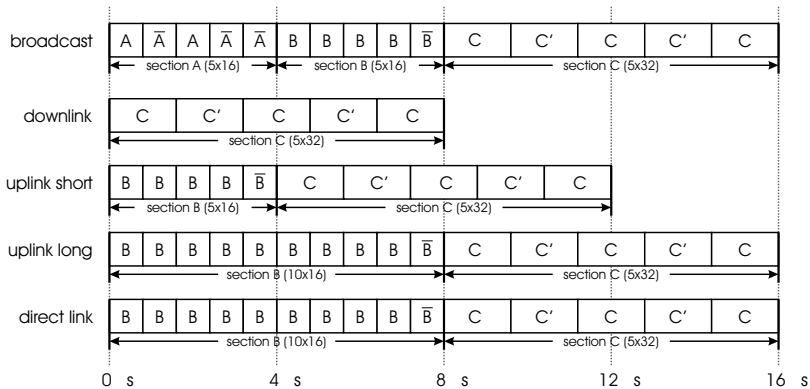 broadcast A A̅ A A̅ A̅ B B B B B̅ C C′ C C′ C
section A (5x16) section B (5x16) section C (5x32)
downlink C C′ C C′ C
section C (5x32)
uplink short B B B B B̅ C C′ C C′ C
section B (5x16) section C (5x32)
uplink long B B B B B B B B B B̅ C C′ C C′ C
section B (10x16) section C (5x32)
direct link B B B B B B B B B B̅ C C′ C C′ C
section B (10x16) section C (5x32)
0 s 4 s 8 s 12 s 16 s